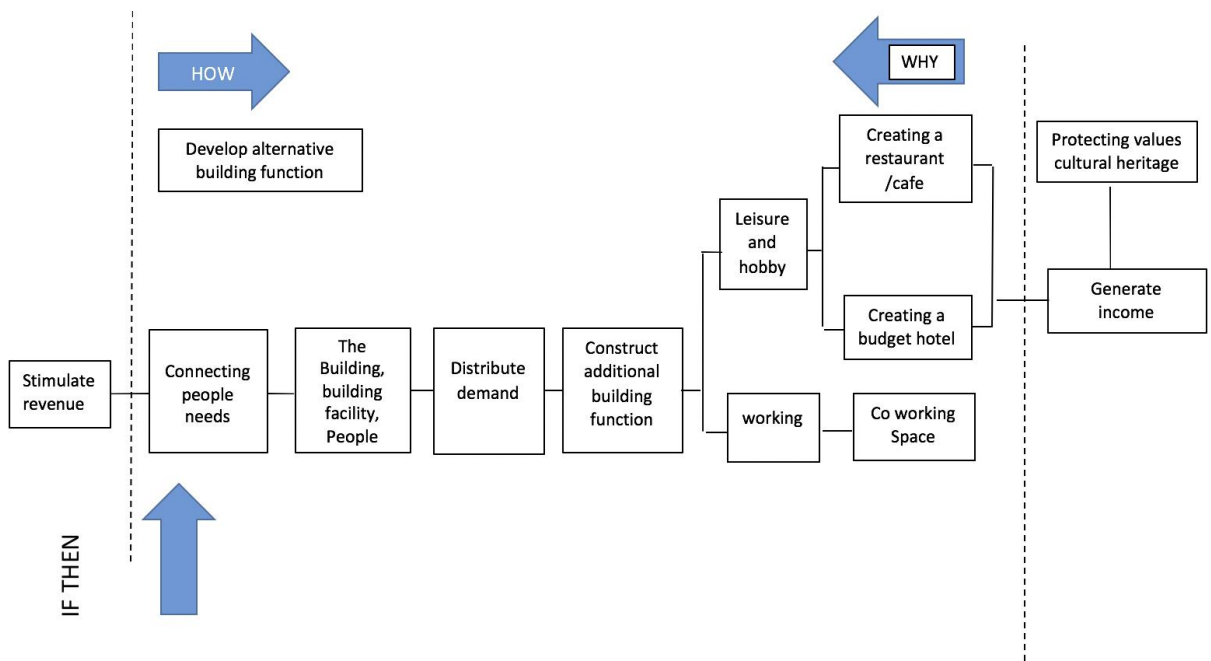 HOW
WHY
Develop alternative
building function
Creating a
restaurant
/cafe
Protecting values
cultural heritage
Leisure
and
hobby
Generate
income
Creating a
budget hotel
Stimulate
revenue
Connecting
people
needs
The
Building,
building
facility,
People
Distribute
demand
Construct
additional
building
function
working
Co working
Space
IF THEN